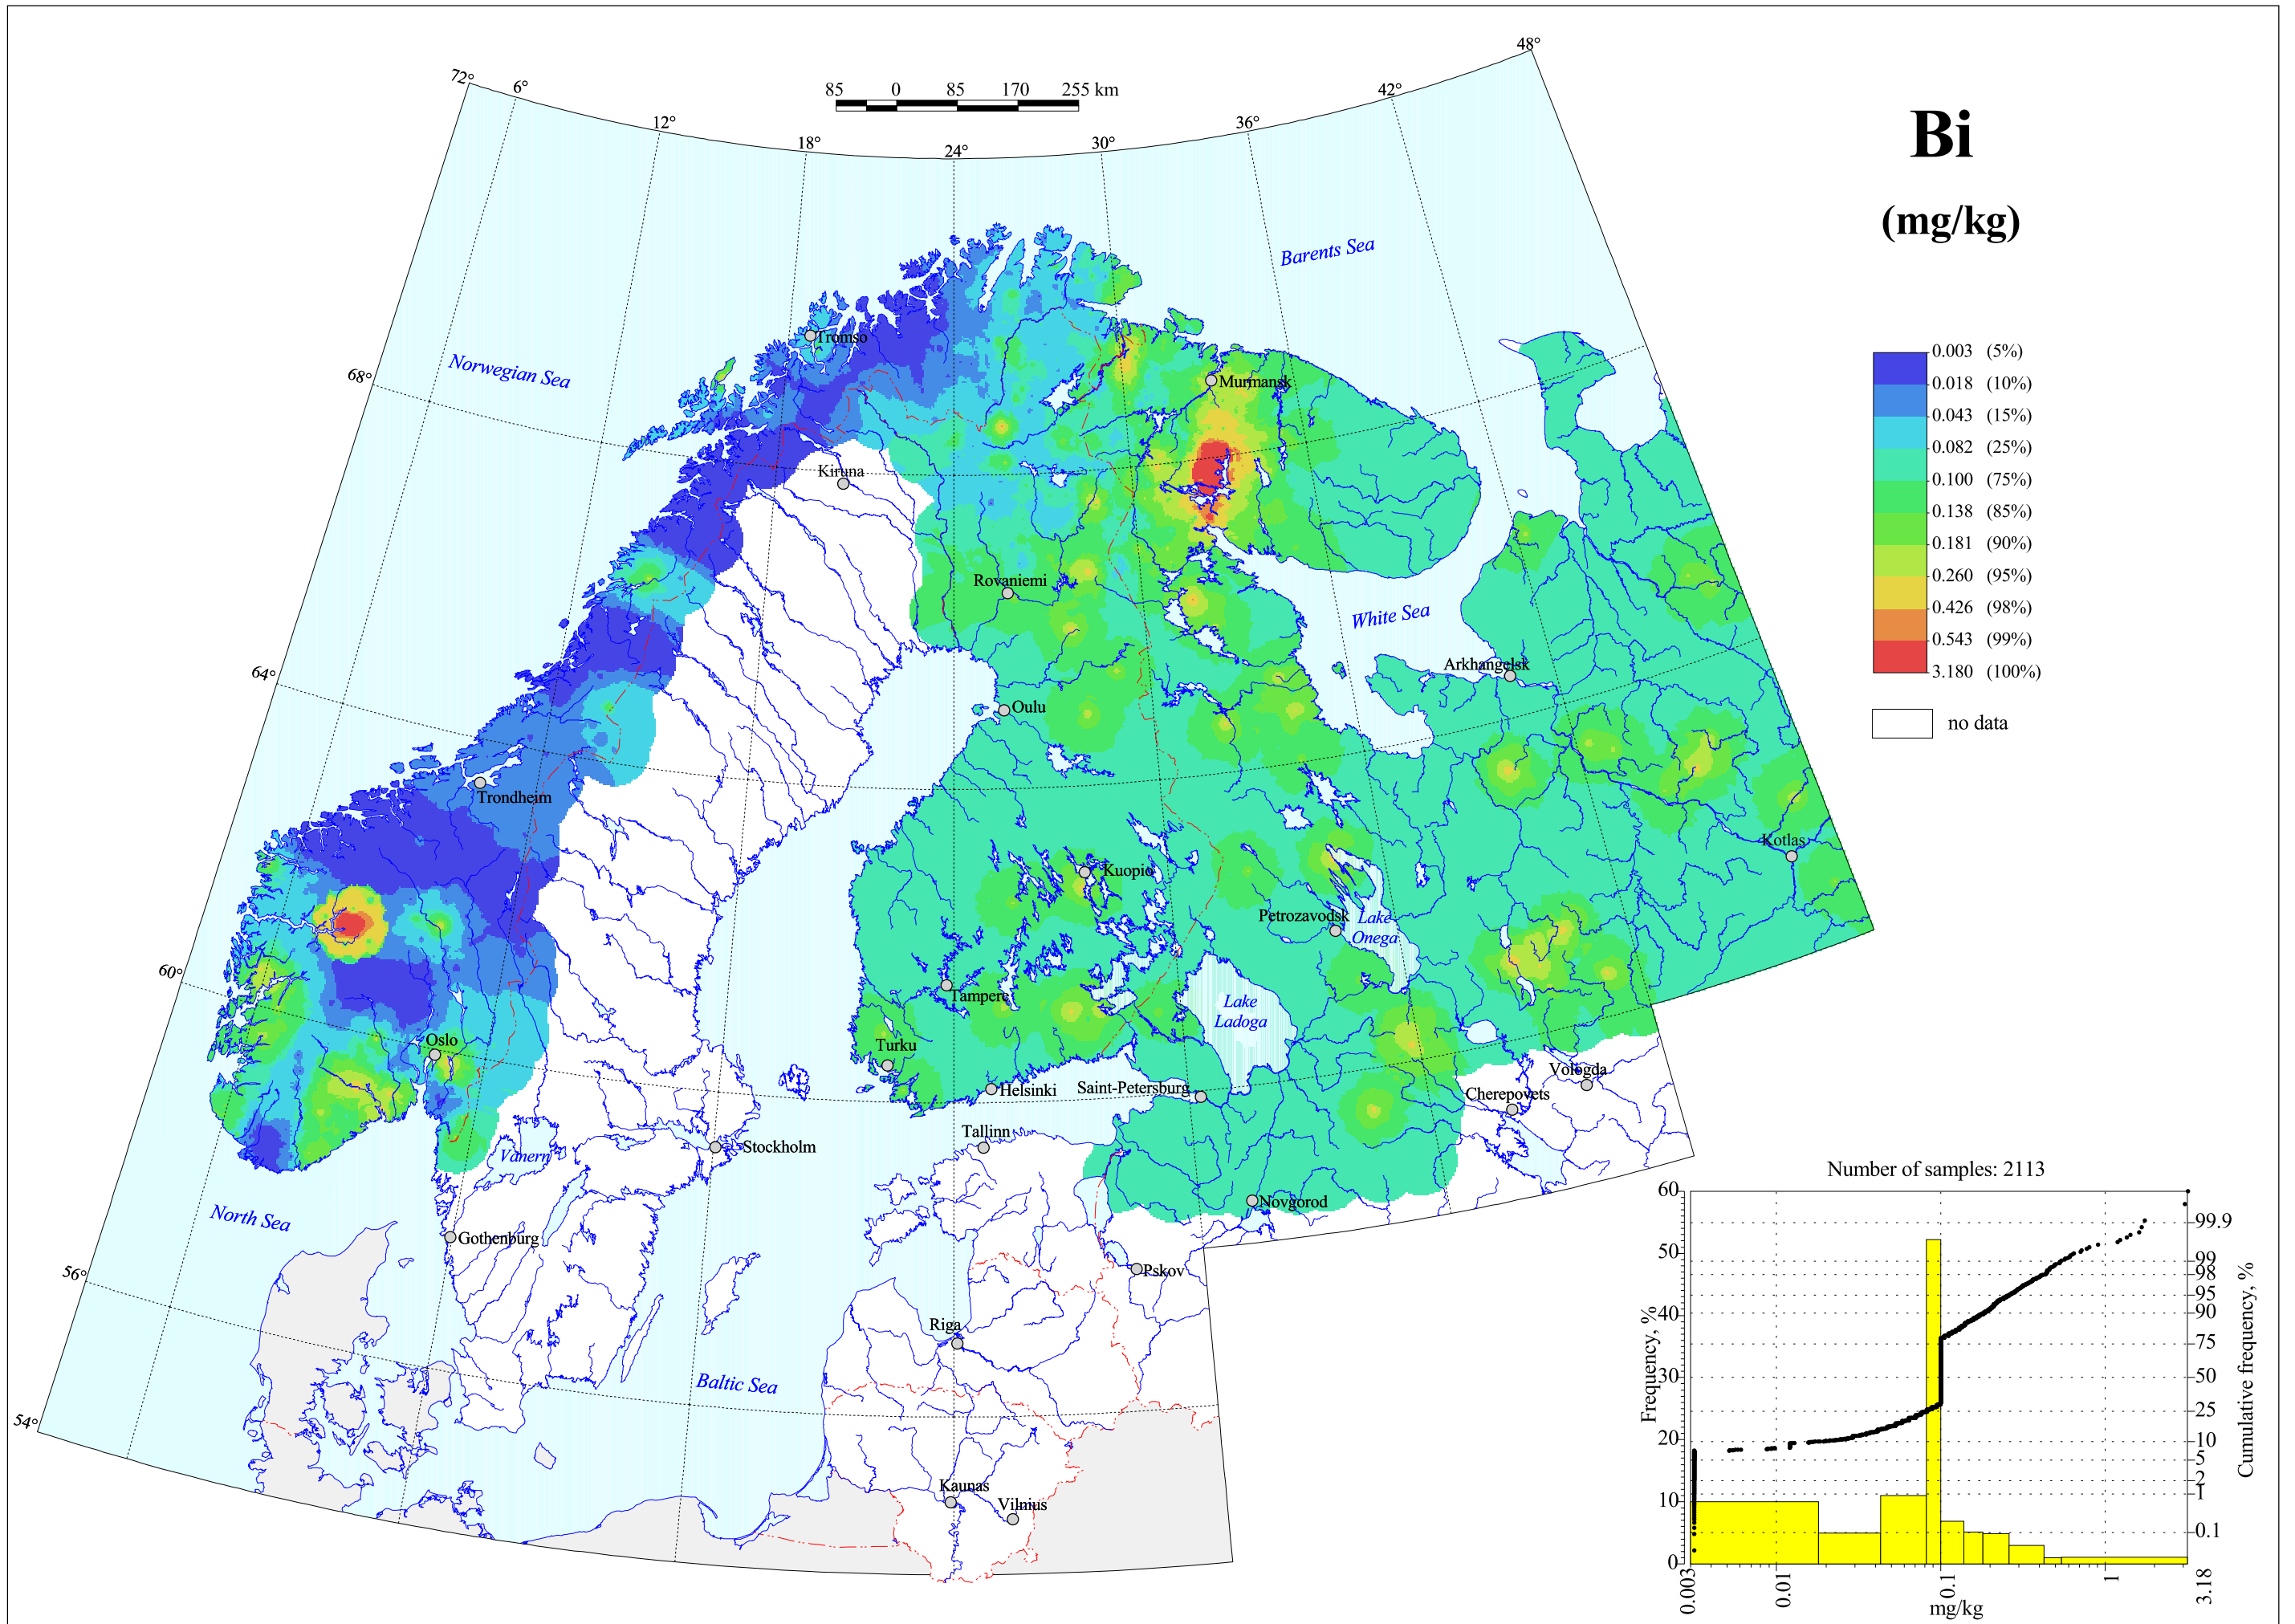 Bi
(mg/kg)
72°
6°
12°
18°
24°
30°
36°
42°
48°
85 0 85 170 255 km
68°
64°
60°
56°
54°
Barents Sea
Norwegian Sea
White Sea
North Sea
Baltic Sea
Tromso
Murmansk
Kiruna
Rovaniemi
Arkhangelsk
Oulu
Trondheim
Kotlas
Kuopio
Petrozavodsk
Lake
Onega
Tampere
Lake
Ladoga
Oslo
Turku
Helsinki
Saint-Petersburg
Vologda
Cherepovets
Tallinn
Stockholm
Vanern
Novgorod
Gothenburg
Pskov
Riga
Kaunas
Vilnius
0.003 (5%)
0.018 (10%)
0.043 (15%)
0.082 (25%)
0.100 (75%)
0.138 (85%)
0.181 (90%)
0.260 (95%)
0.426 (98%)
0.543 (99%)
3.180 (100%)
no data
Number of samples: 2113
Frequency, %
60
50
40
30
20
10
0
Cumulative frequency, %
99.9
99
98
95
90
75
50
25
10
5
2
1
0.1
0.003
0.01
0.1
1
3.18
mg/kg